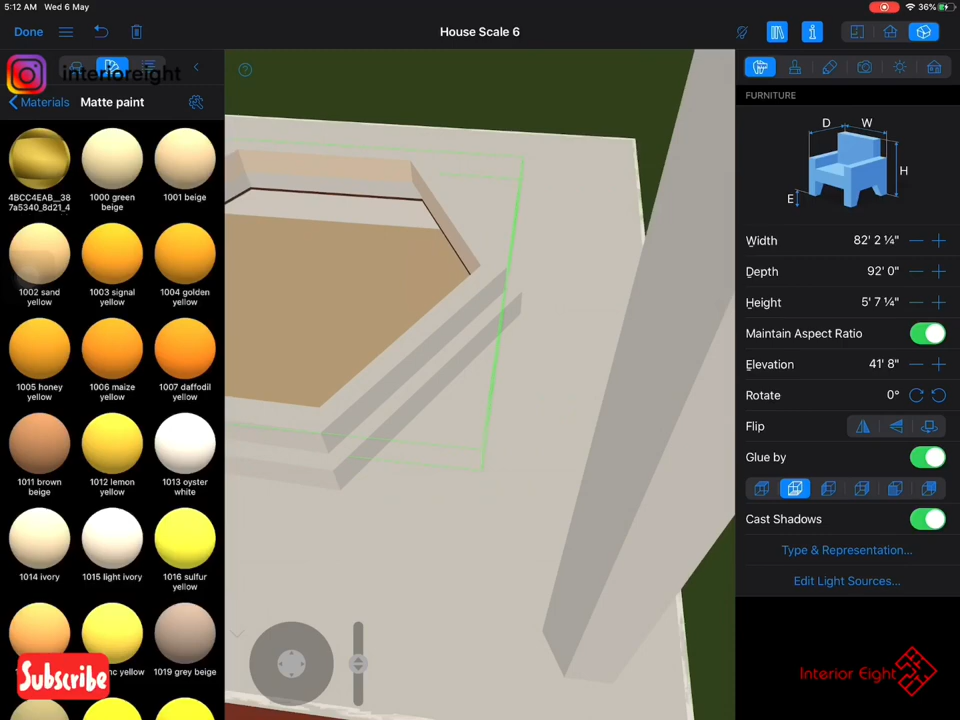 5:12 AM Wed 6 May
36%
Done
House Scale 6
interioreight
Materials
Matte paint
4BCC4EAB__38
7a5340_8d21_4
1000 green
beige
1001 beige
1002 sand
yellow
1003 signal
yellow
1004 golden
yellow
1005 honey
yellow
1006 maize
yellow
1007 daffodil
yellow
1011 brown
beige
1012 lemon
yellow
1013 oyster
white
1014 ivory
1015 light ivory
1016 sulfur
yellow
nc yellow
1019 grey beige
Subscribe
FURNITURE
D
W
H
E
Width
82' 2 ¼"
Depth
92' 0"
Height
5' 7 ¼"
Maintain Aspect Ratio
Elevation
41' 8"
Rotate
0°
Flip
Glue by
Cast Shadows
Type & Representation...
Edit Light Sources...
Interior Eight